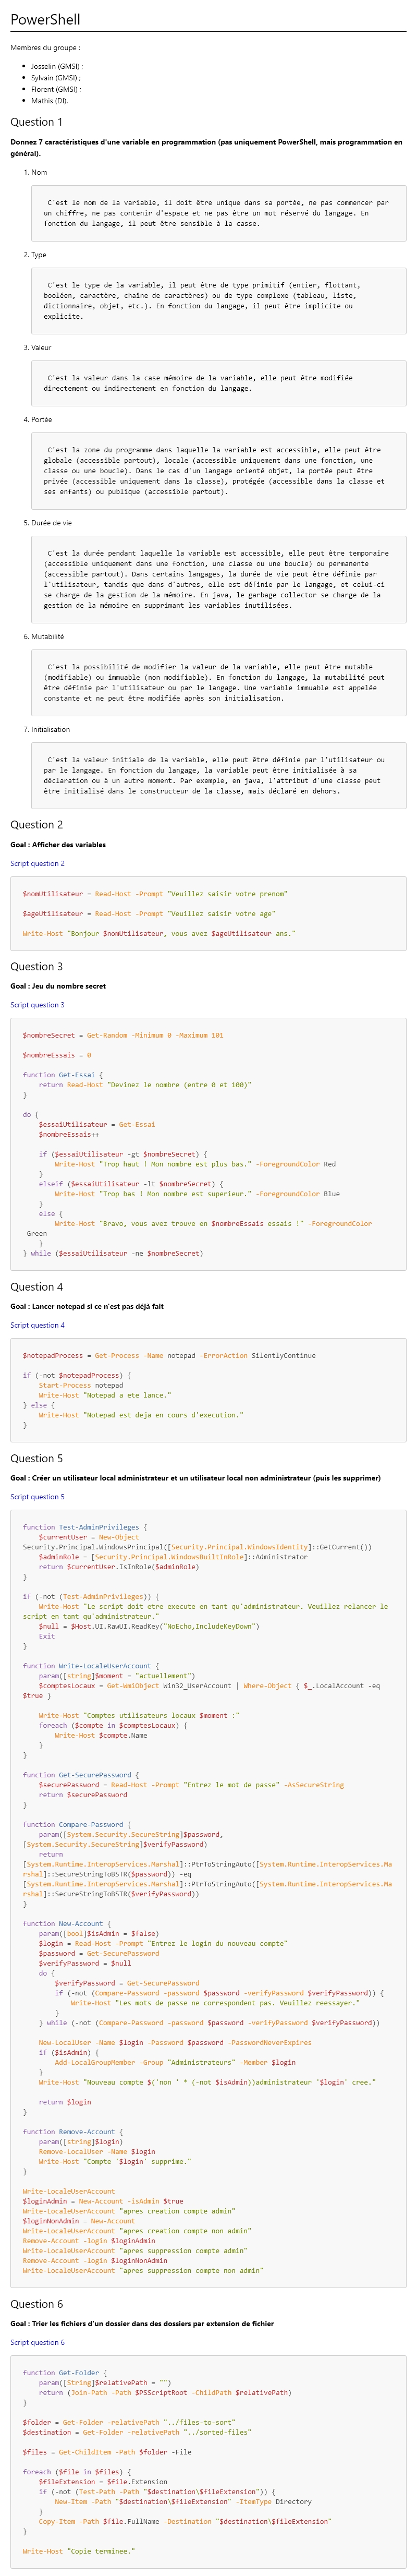 PowerShell
Membres du groupe :
Josselin (GMSI) ;
Sylvain (GMSI) ;
Florent (GMSI) ;
Mathis (DI).
Question 1
Donnez 7 caractéristiques d'une variable en programmation (pas uniquement PowerShell, mais programmation en
général).
1. Nom
C'est le nom de la variable, il doit être unique dans sa portée, ne pas commencer par
un chiffre, ne pas contenir d'espace et ne pas être un mot réservé du langage. En
fonction du langage, il peut être sensible à la casse.
2. Type
C'est le type de la variable, il peut être de type primitif (entier, flottant,
booléen, caractère, chaine de caractères) ou de type complexe (tableau, liste,
dictionnaire, objet, etc.). En fonction du langage, il peut être implicite ou
explicite.
3. Valeur
C'est la valeur dans la case mémoire de la variable, elle peut être modifiée
directement ou indirectement en fonction du langage.
4. Portée
C'est la zone du programme dans laquelle la variable est accessible, elle peut être
globale (accessible partout), locale (accessible uniquement dans une fonction, une
classe ou une boucle). Dans le cas d'un langage orienté objet, la portée peut être
privée (accessible uniquement dans la classe), protégée (accessible dans la classe et
ses enfants) ou publique (accessible partout).
5. Durée de vie
C'est la durée pendant laquelle la variable est accessible, elle peut être temporaire
(accessible uniquement dans une fonction, une classe ou une boucle) ou permanente
(accessible partout). Dans certains langages, la durée de vie peut être définie par
l'utilisateur, tandis que dans d'autres, elle est définie par le langage, et celui-ci
se charge de la gestion de la mémoire. En java, le garbage collector se charge de la
gestion de la mémoire en supprimant les variables inutilisées.
6. Mutabilité
C'est la possibilité de modifier la valeur de la variable, elle peut être mutable
(modifiable) ou immuable (non modifiable). En fonction du langage, la mutabilité peut
être définie par l'utilisateur ou par le langage. Une variable immuable est appelée
constante et ne peut être modifiée après son initialisation.
7. Initialisation
C'est la valeur initiale de la variable, elle peut être définie par l'utilisateur ou
par le langage. En fonction du langage, la variable peut être initialisée à sa
déclaration ou à un autre moment. Par exemple, en java, l'attribut d'une classe peut
être initialisé dans le constructeur de la classe, mais déclaré en dehors.
Question 2
Goal : Afficher des variables
Script question 2
$nomUtilisateur = Read-Host -Prompt "Veuillez saisir votre prenom"
$ageUtilisateur = Read-Host -Prompt "Veuillez saisir votre age"
Write-Host "Bonjour $nomUtilisateur, vous avez $ageUtilisateur ans."
Question 3
Goal : Jeu du nombre secret
Script question 3
$nombreSecret = Get-Random -Minimum 0 -Maximum 101
$nombreEssais = 0
function Get-Essai {
return Read-Host "Devinez le nombre (entre 0 et 100)"
}
do {
$essaiUtilisateur = Get-Essai
$nombreEssais++
if ($essaiUtilisateur -gt $nombreSecret) {
Write-Host "Trop haut ! Mon nombre est plus bas." -ForegroundColor Red
}
elseif ($essaiUtilisateur -lt $nombreSecret) {
Write-Host "Trop bas ! Mon nombre est superieur." -ForegroundColor Blue
}
else {
Write-Host "Bravo, vous avez trouve en $nombreEssais essais !" -ForegroundColor
Green
}
} while ($essaiUtilisateur -ne $nombreSecret)
Question 4
Goal : Lancer notepad si ce n'est pas déjà fait
Script question 4
$notepadProcess = Get-Process -Name notepad -ErrorAction SilentlyContinue
if (-not $notepadProcess) {
Start-Process notepad
Write-Host "Notepad a ete lance."
} else {
Write-Host "Notepad est deja en cours d'execution."
}
Question 5
Goal : Créer un utilisateur local administrateur et un utilisateur local non administrateur (puis les supprimer)
Script question 5
function Test-AdminPrivileges {
$currentUser = New-Object
Security.Principal.WindowsPrincipal([Security.Principal.WindowsIdentity]::GetCurrent())
$adminRole = [Security.Principal.WindowsBuiltInRole]::Administrator
return $currentUser.IsInRole($adminRole)
}
if (-not (Test-AdminPrivileges)) {
Write-Host "Le script doit etre execute en tant qu'administrateur. Veuillez relancer le
script en tant qu'administrateur."
$null = $Host.UI.RawUI.ReadKey("NoEcho,IncludeKeyDown")
Exit
}
function Write-LocaleUserAccount {
param([string]$moment = "actuellement")
$comptesLocaux = Get-WmiObject Win32_UserAccount | Where-Object { $_.LocalAccount -eq
$true }
Write-Host "Comptes utilisateurs locaux $moment :"
foreach ($compte in $comptesLocaux) {
Write-Host $compte.Name
}
}
function Get-SecurePassword {
$securePassword = Read-Host -Prompt "Entrez le mot de passe" -AsSecureString
return $securePassword
}
function Compare-Password {
param([System.Security.SecureString]$password,
[System.Security.SecureString]$verifyPassword)
return
[System.Runtime.InteropServices.Marshal]::PtrToStringAuto([System.Runtime.InteropServices.Ma
rshal]::SecureStringToBSTR($password)) -eq
[System.Runtime.InteropServices.Marshal]::PtrToStringAuto([System.Runtime.InteropServices.Ma
rshal]::SecureStringToBSTR($verifyPassword))
}
function New-Account {
param([bool]$isAdmin = $false)
$login = Read-Host -Prompt "Entrez le login du nouveau compte"
$password = Get-SecurePassword
$verifyPassword = $null
do {
$verifyPassword = Get-SecurePassword
if (-not (Compare-Password -password $password -verifyPassword $verifyPassword)) {
Write-Host "Les mots de passe ne correspondent pas. Veuillez reessayer."
}
} while (-not (Compare-Password -password $password -verifyPassword $verifyPassword))
New-LocalUser -Name $login -Password $password -PasswordNeverExpires
if ($isAdmin) {
Add-LocalGroupMember -Group "Administrateurs" -Member $login
}
Write-Host "Nouveau compte $('non ' * (-not $isAdmin))administrateur '$login' cree."
return $login
}
function Remove-Account {
param([string]$login)
Remove-LocalUser -Name $login
Write-Host "Compte '$login' supprime."
}
Write-LocaleUserAccount
$loginAdmin = New-Account -isAdmin $true
Write-LocaleUserAccount "apres creation compte admin"
$loginNonAdmin = New-Account
Write-LocaleUserAccount "apres creation compte non admin"
Remove-Account -login $loginAdmin
Write-LocaleUserAccount "apres suppression compte admin"
Remove-Account -login $loginNonAdmin
Write-LocaleUserAccount "apres suppression compte non admin"
Question 6
Goal : Trier les fichiers d'un dossier dans des dossiers par extension de fichier
Script question 6
function Get-Folder {
param([String]$relativePath = "")
return (Join-Path -Path $PSScriptRoot -ChildPath $relativePath)
}
$folder = Get-Folder -relativePath "../files-to-sort"
$destination = Get-Folder -relativePath "../sorted-files"
$files = Get-ChildItem -Path $folder -File
foreach ($file in $files) {
$fileExtension = $file.Extension
if (-not (Test-Path -Path "$destination\$fileExtension")) {
New-Item -Path "$destination\$fileExtension" -ItemType Directory
}
Copy-Item -Path $file.FullName -Destination "$destination\$fileExtension"
}
Write-Host "Copie terminee."